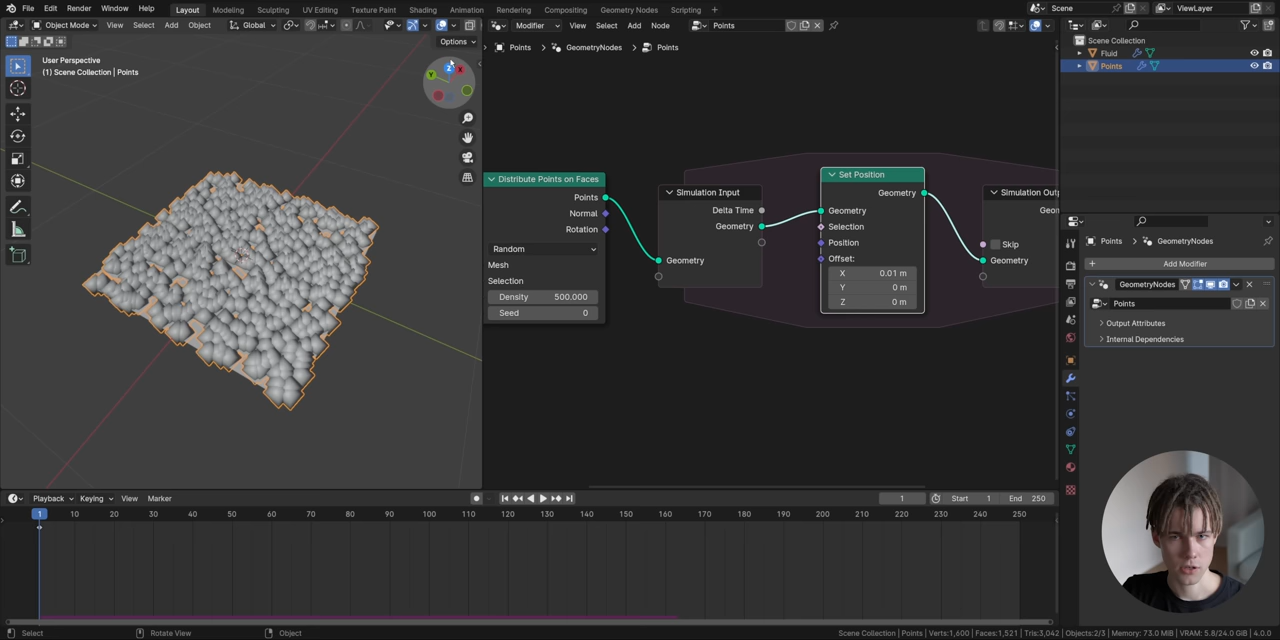 File Edit Render Window Help Layout Modeling Sculpting UV Editing Texture Paint Shading Animation Rendering Compositing Geometry Nodes Scripting + Scene ViewLayer
Object Mode View Select Add Object Global Modifier View Select Add Node Points
Options
Points > GeometryNodes > Points
User Perspective
(1) Scene Collection | Points
Z
X
Y
Distribute Points on Faces
Points
Normal
Rotation
Random
Mesh
Selection
Density 500.000
Seed 0
Simulation Input
Delta Time
Geometry
Geometry
Set Position
Geometry
Geometry
Selection
Position
Offset:
X 0.01 m
Y 0 m
Z 0 m
Simulation Outp
Geon
Skip
Geometry
Scene Collection
Fluid
Points
Points > GeometryNodes
+ Add Modifier
GeometryNodes
Points
Output Attributes
Internal Dependencies
Playback Keying View Marker 1 Start 1 End 250
1 10 20 30 40 50 60 70 80 90 100 110 120 130 140 150 160 170 180 190 200 210 220 230 240 250
Select Rotate View Object Scene Collection | Points | Verts:1,600 | Faces:1,521 | Tris:3,042 | Objects:2/3 | Memory: 73.0 MiB | VRAM: 5.8/24.0 GiB | 4.0.0